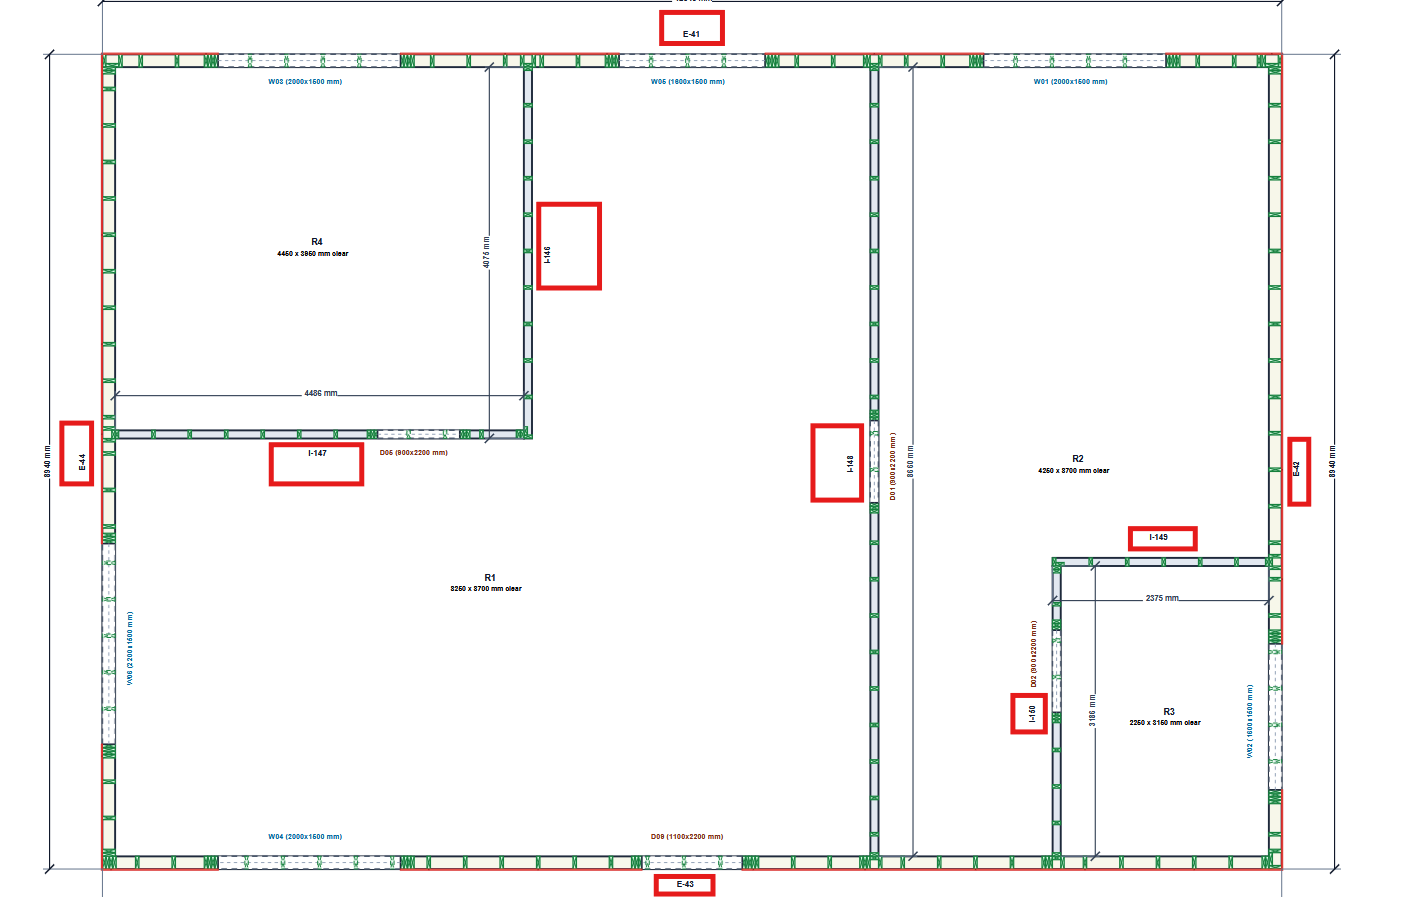 E-41
W03 (2000x1500 mm)
W05 (1600x1500 mm)
W01 (2000x1500 mm)
R4
4450 x 3950 mm clear
4075 mm
I-146
4486 mm
I-147
D05 (900x2200 mm)
E-44
8940 mm
I-148
D01 (900x2200 mm)
8660 mm
R2
4250 x 8700 mm clear
E-42
8940 mm
I-149
R1
8250 x 8700 mm clear
2375 mm
W06 (2200x1500 mm)
D02 (900x2200 mm)
I-150
3186 mm
R3
2250 x 3150 mm clear
W02 (1600x1500 mm)
W04 (2000x1500 mm)
(1100x2200 mm)
E-43